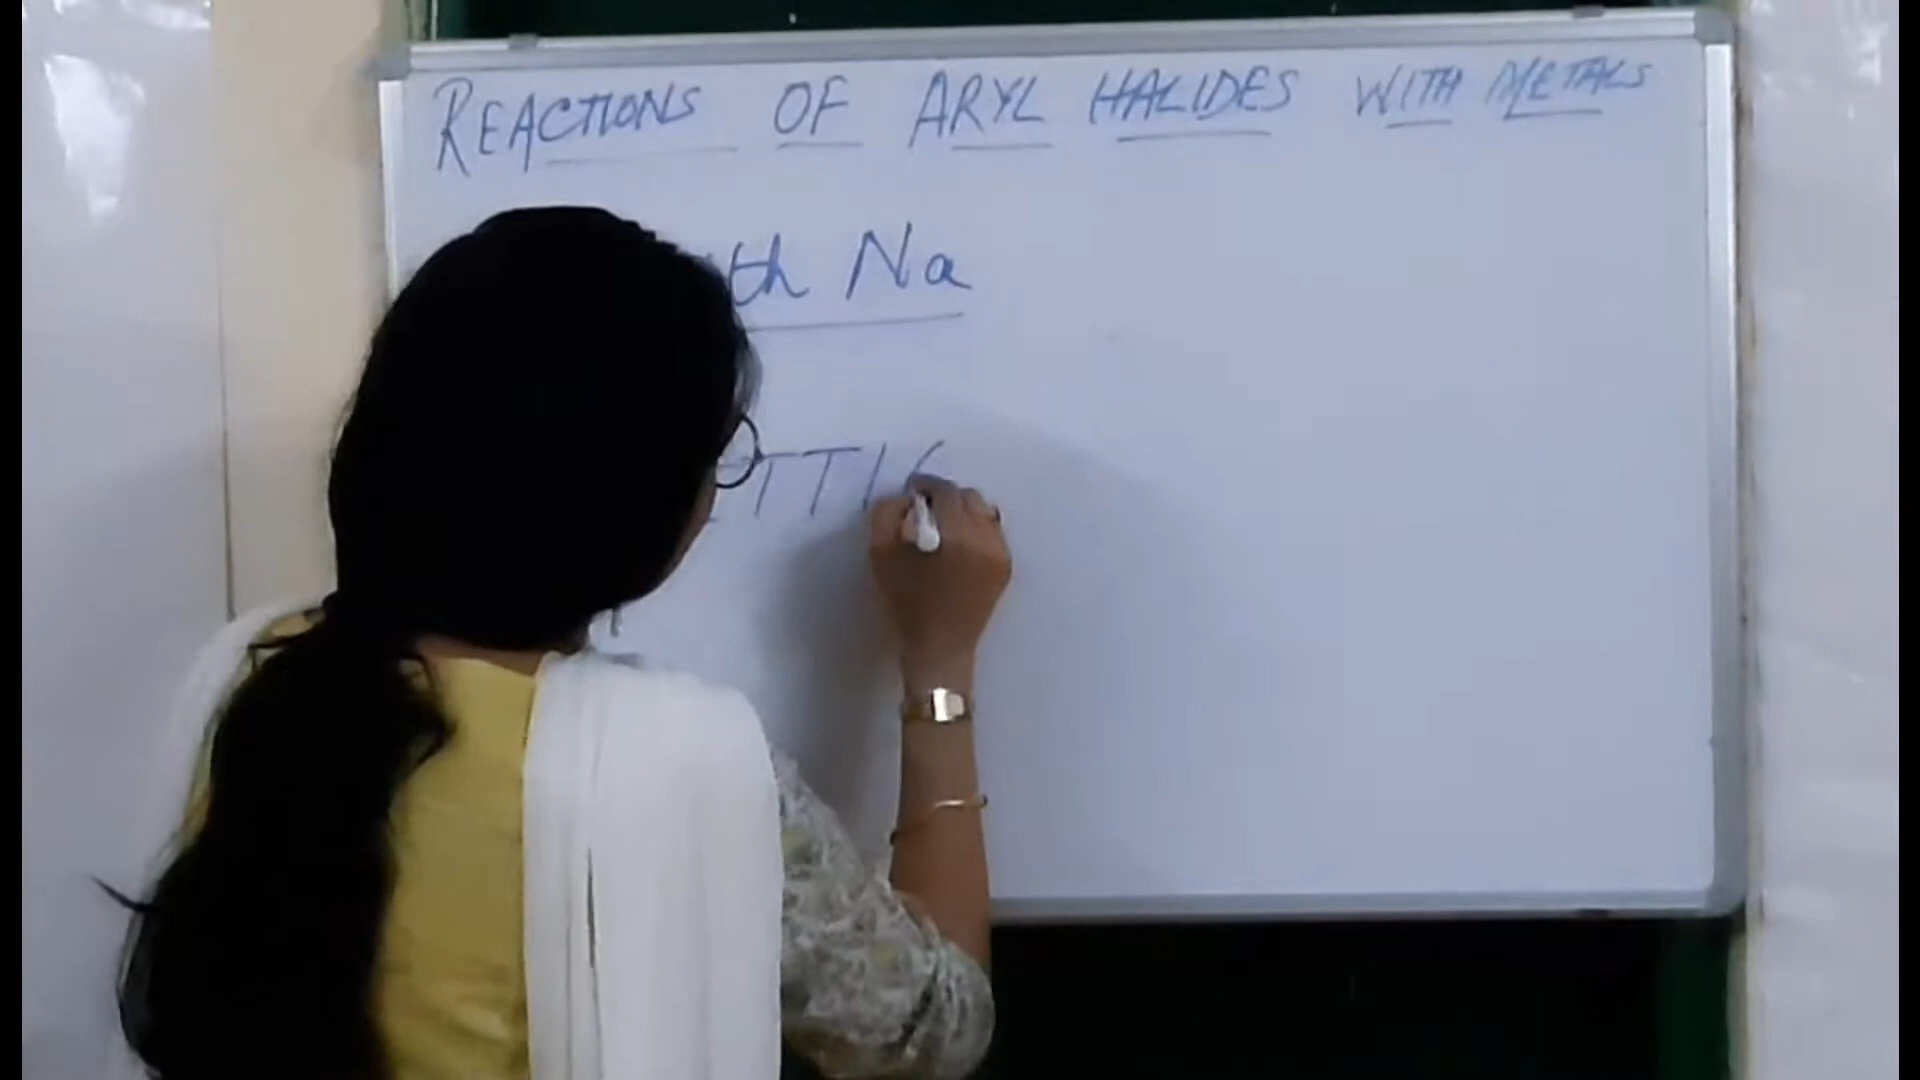 REACTIONS OF ARYL HALIDES WITH METALS
th Na
TTI